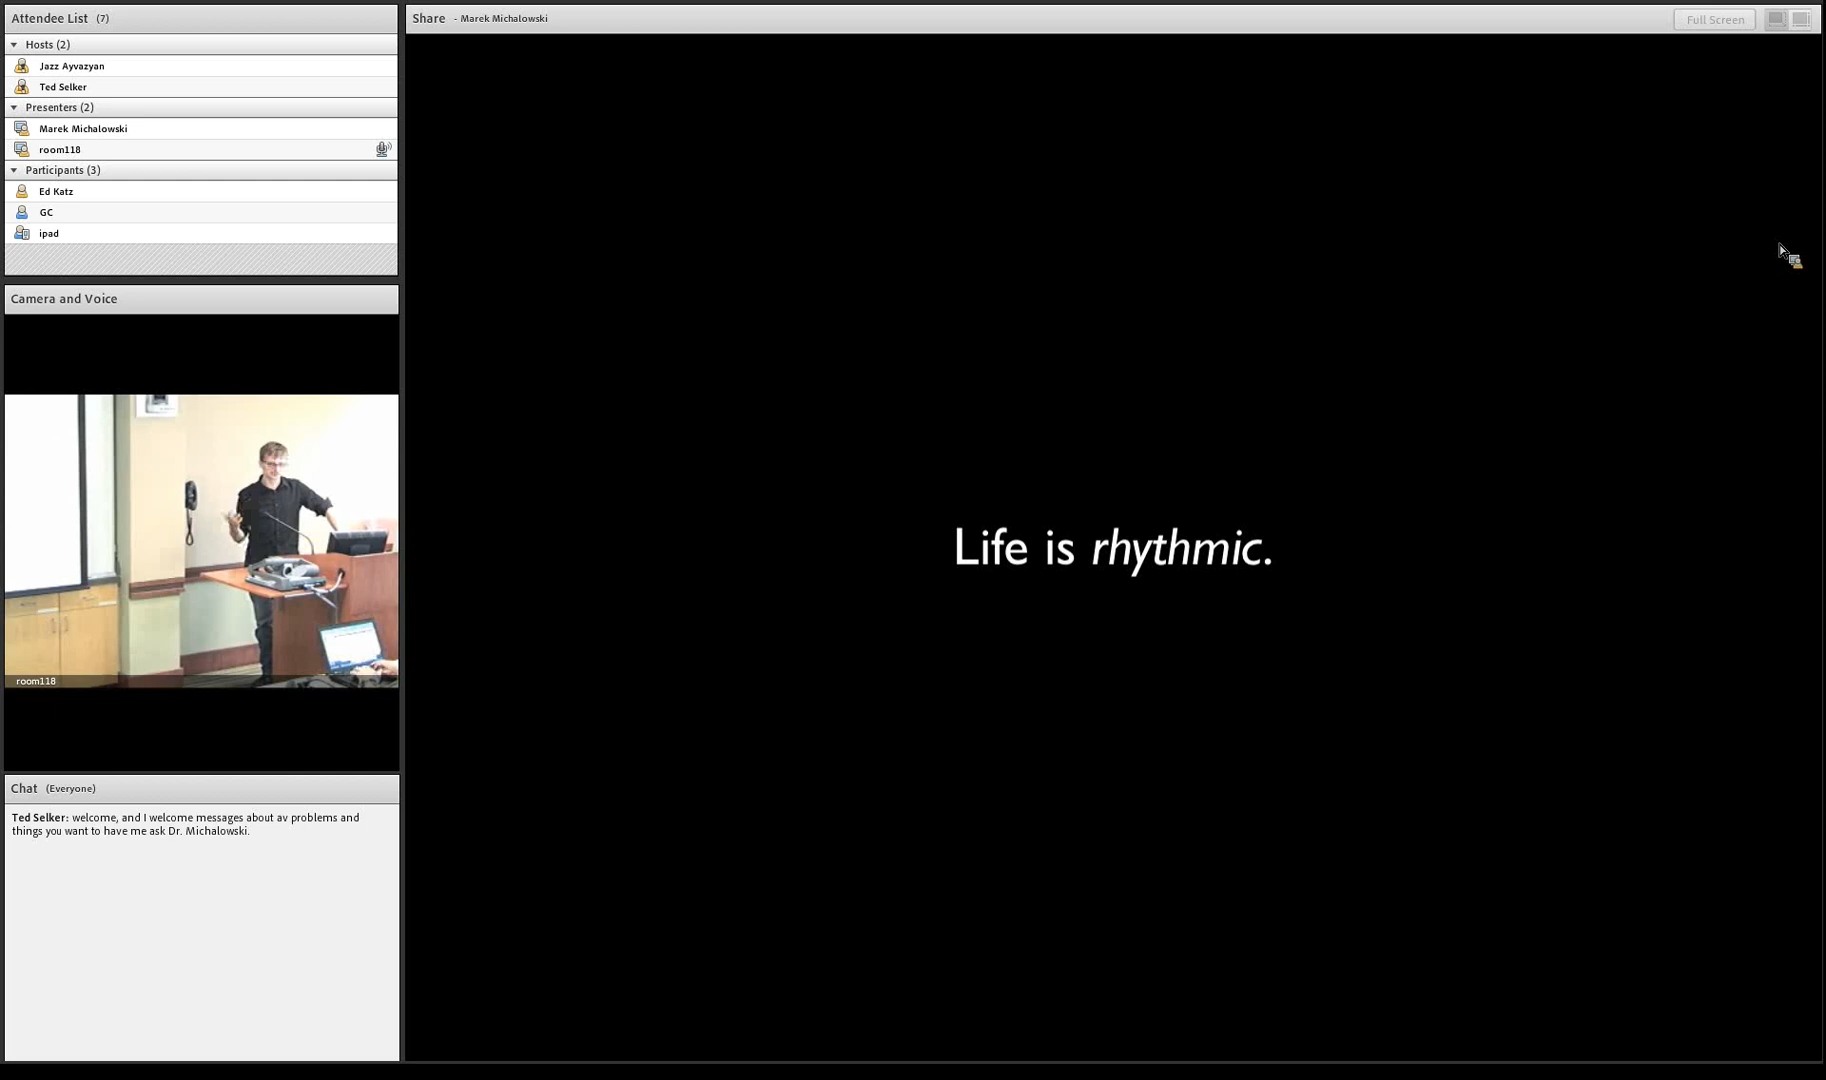 Attendee List (7)
Hosts (2)
Jazz Ayvazyan
Ted Selker
Presenters (2)
Marek Michalowski
room118
Participants (3)
Ed Katz
GC
ipad
Camera and Voice
room118
Chat (Everyone)
Ted Selker: welcome, and I welcome messages about av problems and
things you want to have me ask Dr. Michalowski.
Share - Marek Michalowski
Full Screen
Life is rhythmic.